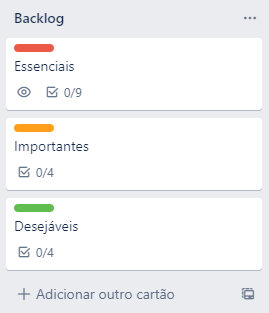 Backlog
Essenciais
0/9
Importantes
0/4
Desejáveis
0/4
+ Adicionar outro cartão